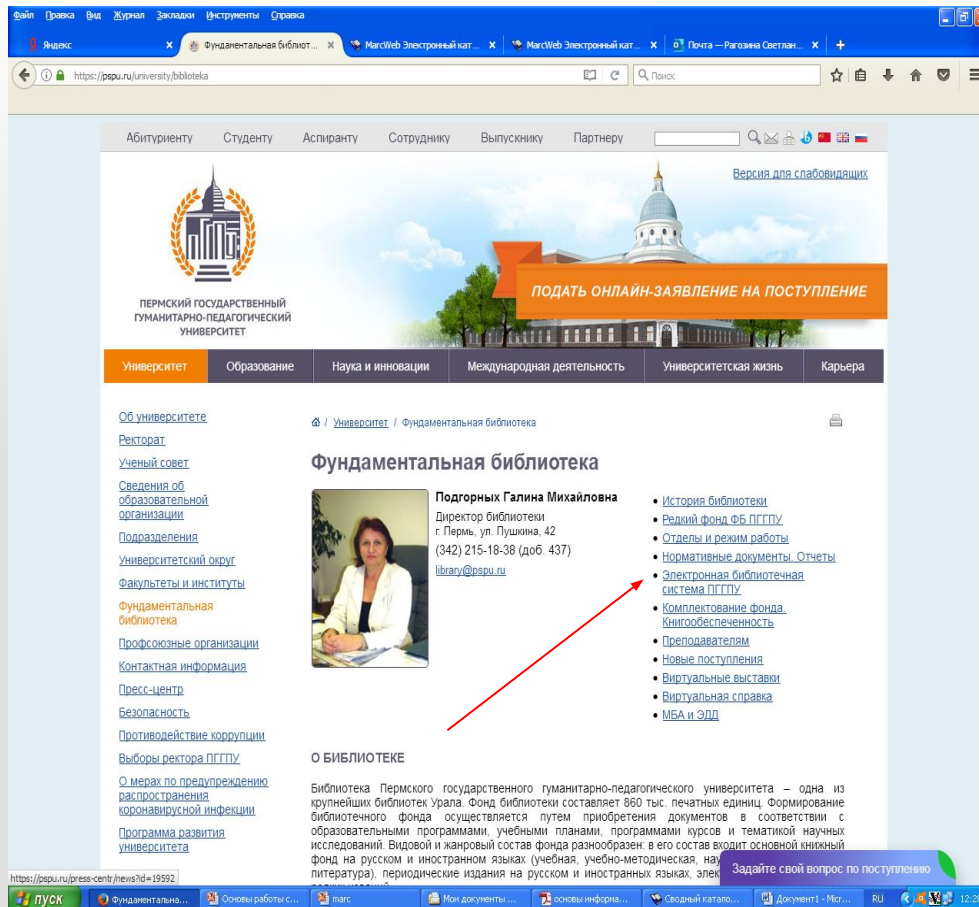 Файл Правка Вид Журнал Закладки Инструменты Справка
Яндекс
Фундаментальная библиот...
MarcWeb Электронный кат...
MarcWeb Электронный кат...
Почта — Рагозина Светлан...
https://pspu.ru/university/biblioteka
Поиск
Абитуриенту Студенту Аспиранту Сотруднику Выпускнику Партнеру
Версия для слабовидящих
ПЕРМСКИЙ ГОСУДАРСТВЕННЫЙ
ГУМАНИТАРНО-ПЕДАГОГИЧЕСКИЙ
УНИВЕРСИТЕТ
ПОДАТЬ ОНЛАЙН-ЗАЯВЛЕНИЕ НА ПОСТУПЛЕНИЕ
Университет Образование Наука и инновации Международная деятельность Университетская жизнь Карьера
Об университете
Ректорат
Ученый совет
Сведения об
образовательной
организации
Подразделения
Университетский округ
Факультеты и институты
Фундаментальная
библиотека
Профсоюзные организации
Контактная информация
Пресс-центр
Безопасность
Противодействие коррупции
Выборы ректора ПГГПУ
О мерах по предупреждению
распространения
коронавирусной инфекции
Программа развития
университета
/ Университет / Фундаментальная библиотека
Фундаментальная библиотека
Подгорных Галина Михайловна
Директор библиотеки
г. Пермь, ул. Пушкина, 42
(342) 215-18-38 (доб. 437)
library@pspu.ru
История библиотеки
Редкий фонд ФБ ПГГПУ
Отделы и режим работы
Нормативные документы. Отчеты
Электронная библиотечная
система ПГГПУ
Комплектование фонда.
Книгообеспеченность
Преподавателям
Новые поступления
Виртуальные выставки
Виртуальная справка
МБА и ЭДД
О БИБЛИОТЕКЕ
Библиотека Пермского государственного гуманитарно-педагогического университета – одна из
крупнейших библиотек Урала. Фонд библиотеки составляет 860 тыс. печатных единиц. Формирование
библиотечного фонда осуществляется путем приобретения документов в соответствии с
образовательными программами, учебными планами, программами курсов и тематикой научных
исследований. Видовой и жанровый состав фонда разнообразен: в его состав входит основной книжный
фонд на русском и иностранном языках (учебная, учебно-методическая,
литература), периодические издания на русском и иностранных языках,
Задайте свой вопрос по поступлению
https://pspu.ru/press-centr/news?id=19592
пуск
Фундаментальна...
Основы работы с...
marc
Мои документы
основы информа...
Сводный катало...
Документ1 - Micr...
RU